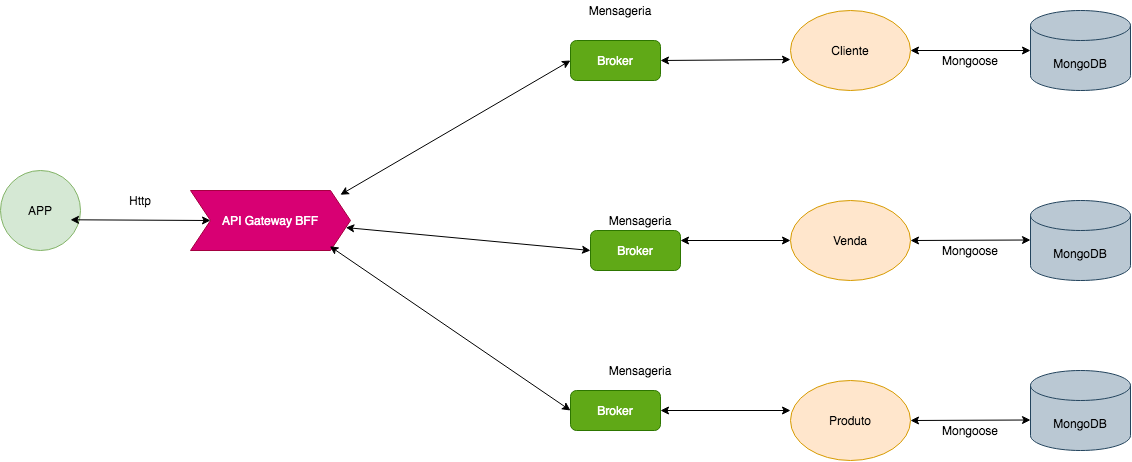 Mensageria
Broker
Cliente
Mongoose
MongoDB
APP
Http
API Gateway BFF
Mensageria
Broker
Venda
Mongoose
MongoDB
Mensageria
Broker
Produto
Mongoose
MongoDB